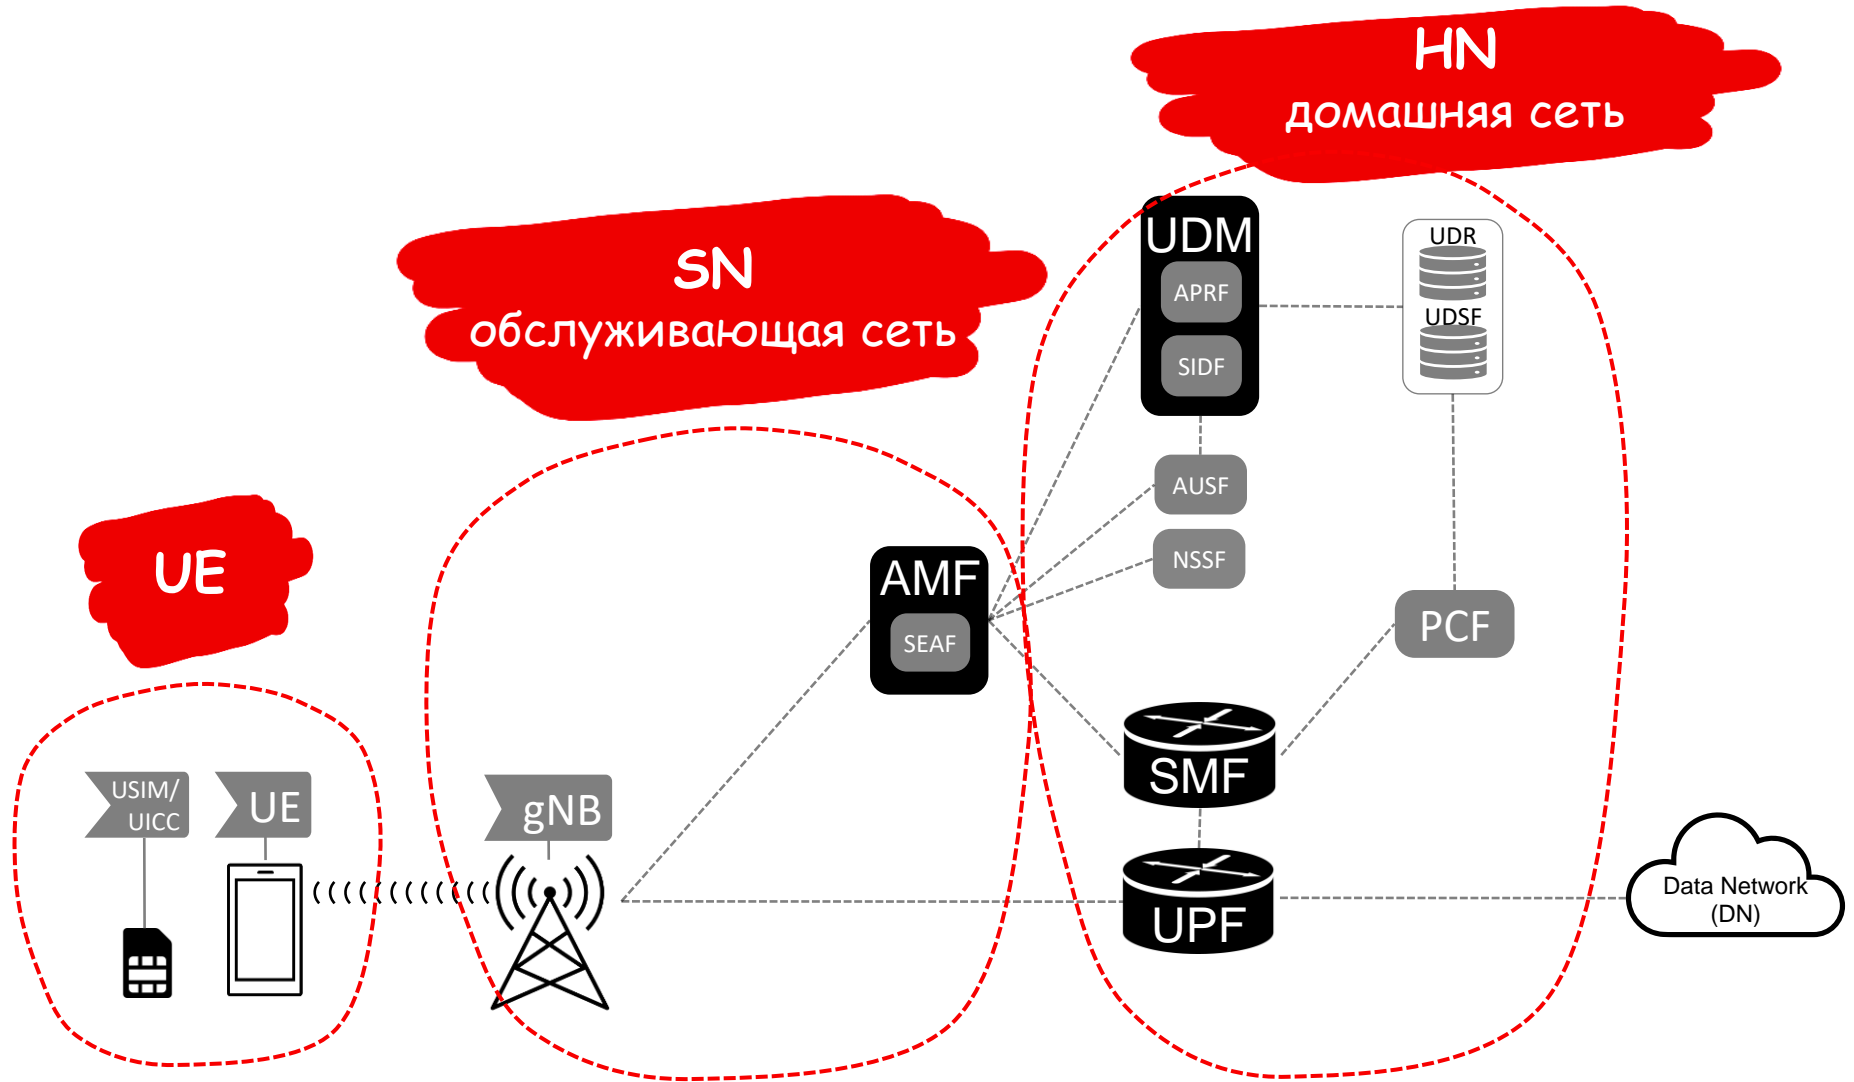 HN
домашняя сеть
SN
обслуживающая сеть
UDM
APRF
SIDF
UDR
UDSF
AUSF
NSSF
UE
AMF
SEAF
PCF
SMF
USIM/
UICC
UE
gNB
UPF
Data Network
(DN)